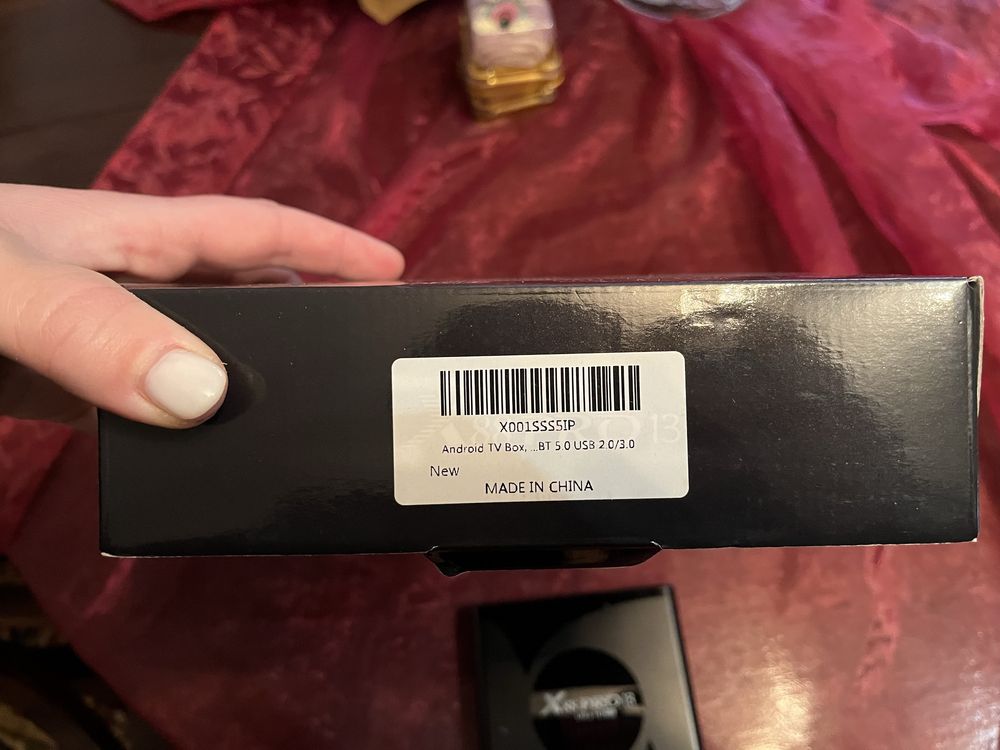 X001SSS5IP
Android TV Box, ...BT 5.0 USB 2.0/3.0
New
MADE IN CHINA